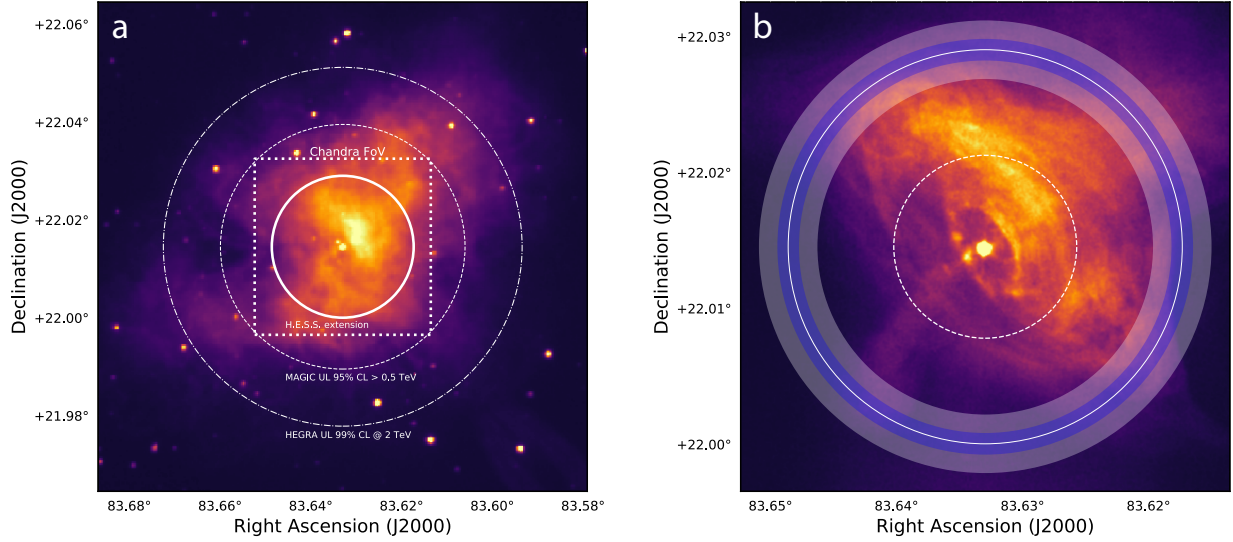 a
+22.06°
+22.04°
+22.02°
+22.00°
+21.98°
Declination (J2000)
Chandra FoV
H.E.S.S. extension
MAGIC UL 95% CL > 0.5 TeV
HEGRA UL 99% CL @ 2 TeV
83.68° 83.66° 83.64° 83.62° 83.60° 83.58°
Right Ascension (J2000)
b
+22.03°
+22.02°
+22.01°
+22.00°
Declination (J2000)
83.65° 83.64° 83.63° 83.62°
Right Ascension (J2000)